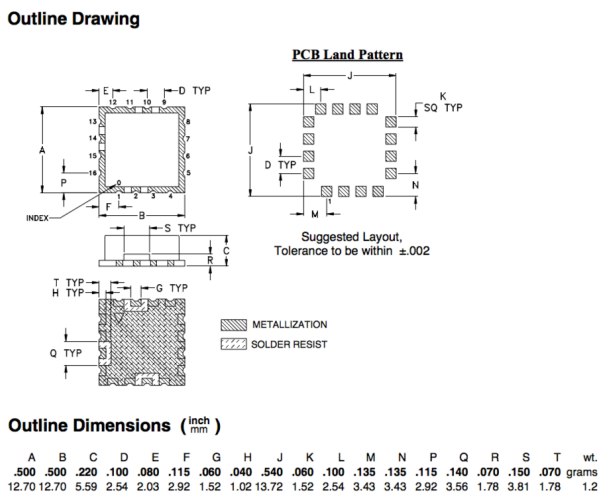 Outline Drawing
PCB Land Pattern
J
E
D TYP
L
K
SQ TYP
12 11 10 9
13
14
15
16
8
7
6
5
A
P
0
1 2 3 4
INDEX
F
B
J
D TYP
N
M
1
S TYP
C
R
Suggested Layout,
Tolerance to be within ±.002
T TYP
H TYP
G TYP
Q TYP
METALLIZATION
SOLDER RESIST
Outline Dimensions (inch mm)
A B C D E F G H J K L M N P Q R S T wt.
.500 .500 .220 .100 .080 .115 .060 .040 .540 .060 .100 .135 .135 .115 .140 .070 .150 .070 grams
12.70 12.70 5.59 2.54 2.03 2.92 1.52 1.02 13.72 1.52 2.54 3.43 3.43 2.92 3.56 1.78 3.81 1.78 1.2